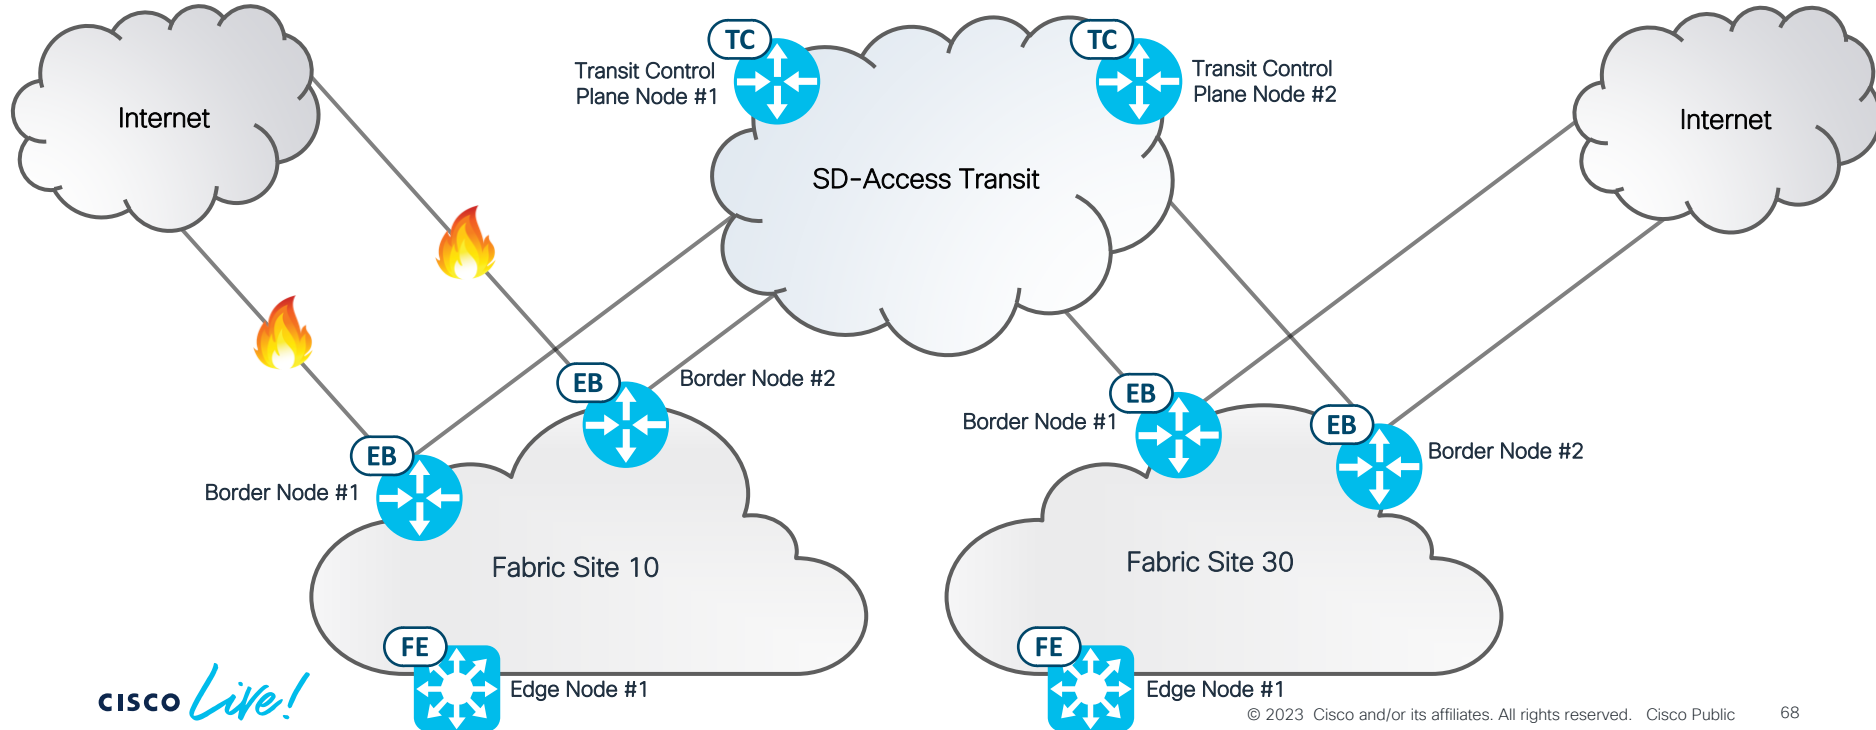 TC
Transit Control
Plane Node #1
TC
Transit Control
Plane Node #2
Internet
Internet
SD-Access Transit
EB
Border Node #2
EB
Border Node #1
EB
Border Node #1
EB
Border Node #2
Fabric Site 10
Fabric Site 30
FE
Edge Node #1
FE
Edge Node #1
CISCO Live!
© 2023 Cisco and/or its affiliates. All rights reserved. Cisco Public
68